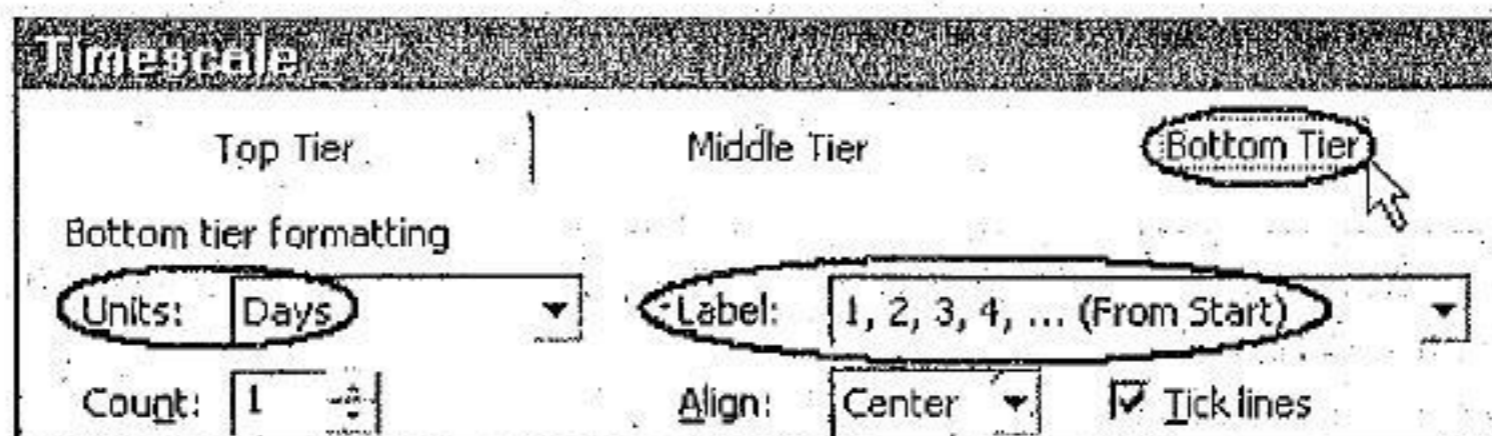 Timescale
Top Tier Middle Tier Bottom Tier
Bottom tier formatting
Units: Days Label: 1, 2, 3, 4, ... (From Start)
Count: 1 Align: Center Tick lines